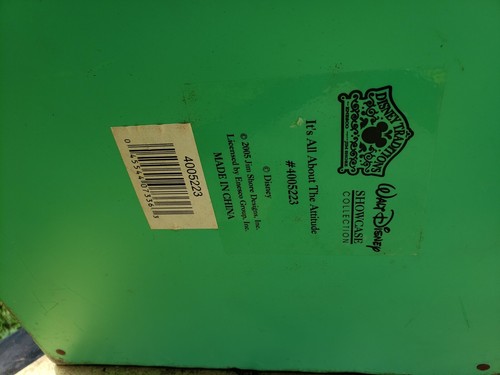 DISNEY TRADITIONS
WALT DISNEY
SHOWCASE
COLLECTION
It's All About The Attitude
#4005223
© Disney
© 2005 Jim Shore Designs, Inc.
Licensed by Enesco Group, Inc.
MADE IN CHINA
4005223